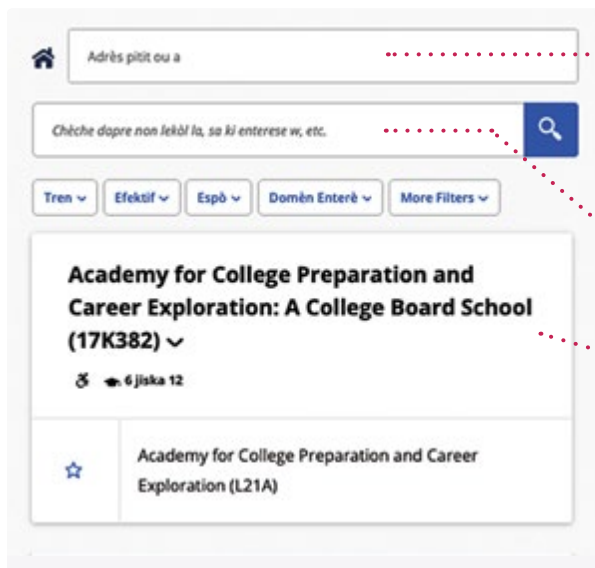 Adrès pitit ou a
Chèche dapre non lekòl la, sa ki enterese w, etc.
Tren Efektif Espò Domèn Enterè More Filters
Academy for College Preparation and
Career Exploration: A College Board School
(17K382)
6 jiska 12
Academy for College Preparation and Career
Exploration (L21A)